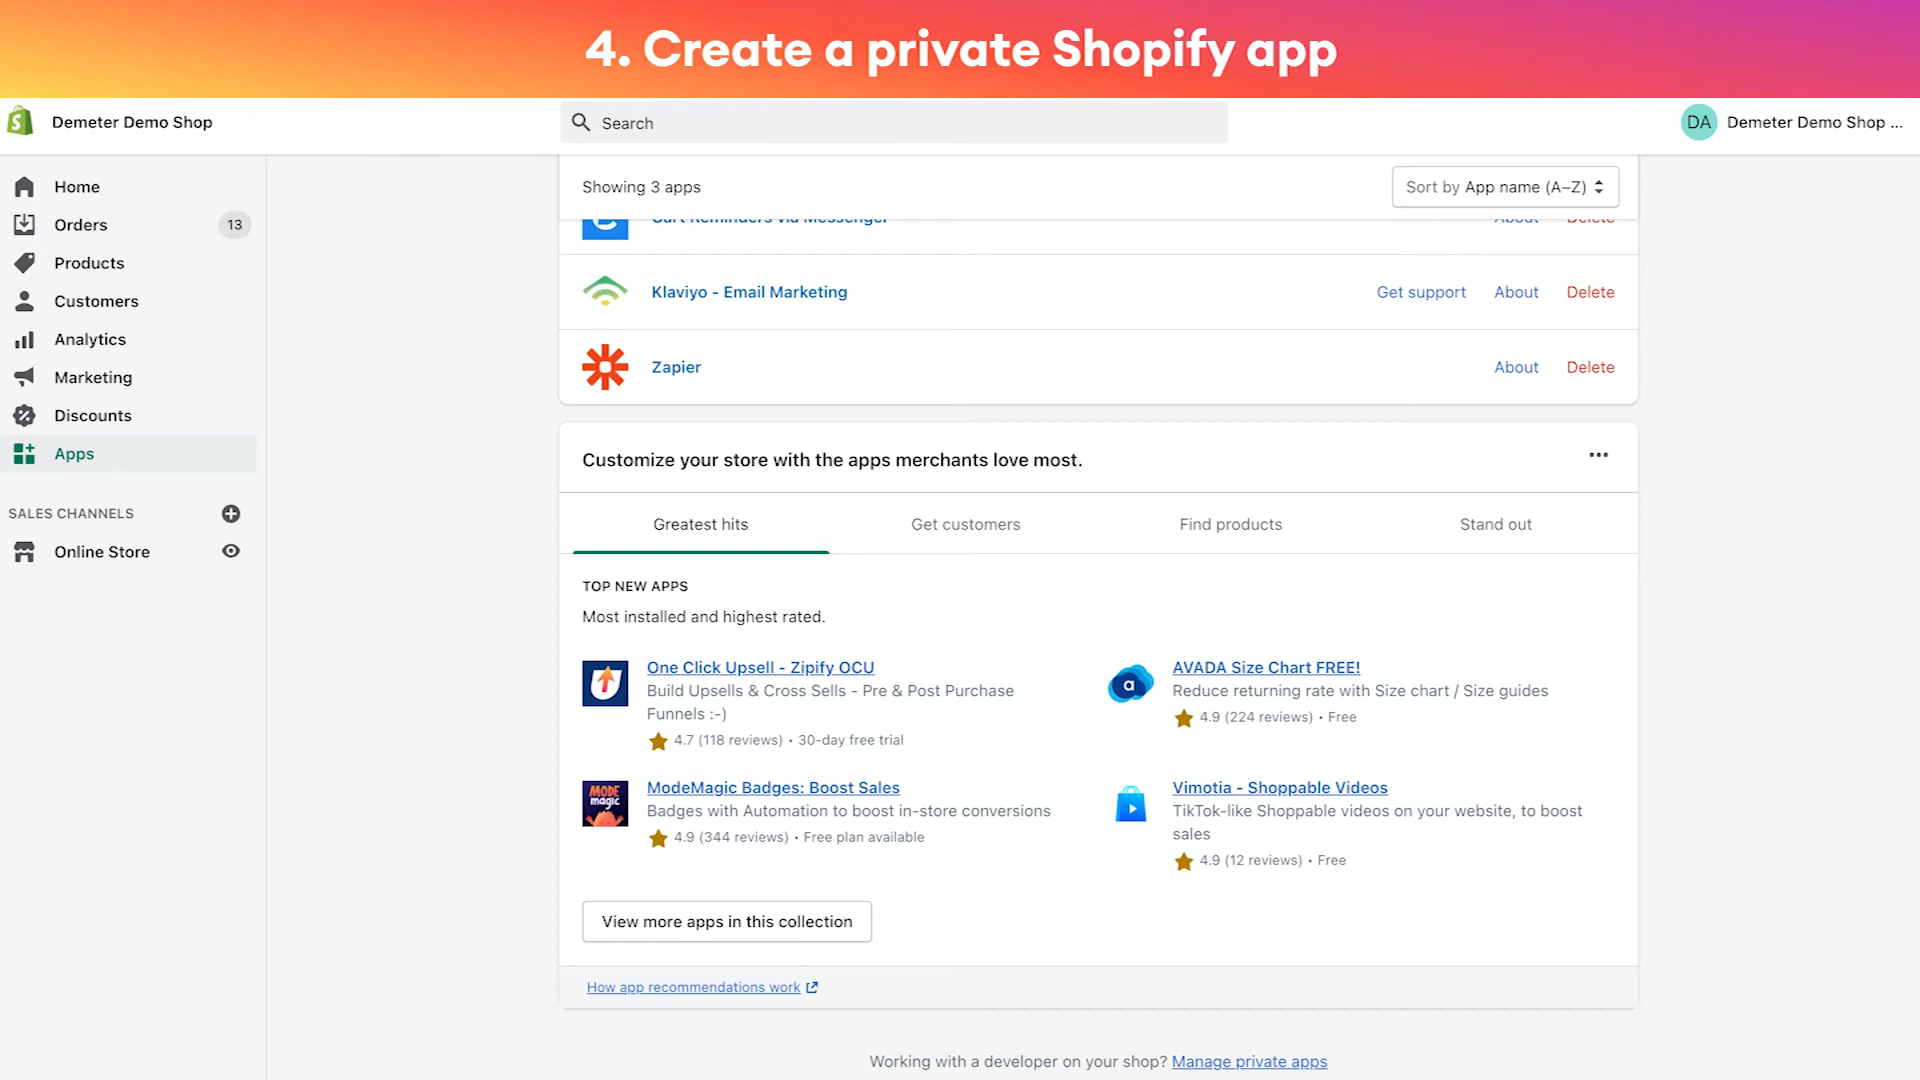 4. Create a private Shopify app
Demeter Demo Shop
Search
DA
Demeter Demo Shop ...
Home
Orders
13
Products
Customers
Analytics
Marketing
Discounts
Apps
SALES CHANNELS
Online Store
Showing 3 apps
Sort by App name (A–Z)
Cart Reminders via Messenger
About
Delete
Klaviyo - Email Marketing
Get support
About
Delete
Zapier
About
Delete
Customize your store with the apps merchants love most.
Greatest hits
Get customers
Find products
Stand out
TOP NEW APPS
Most installed and highest rated.
One Click Upsell - Zipify OCU
Build Upsells & Cross Sells - Pre & Post Purchase
Funnels :-)
4.7 (118 reviews) • 30-day free trial
a
AVADA Size Chart FREE!
Reduce returning rate with Size chart / Size guides
4.9 (224 reviews) • Free
MODE
magic
ModeMagic Badges: Boost Sales
Badges with Automation to boost in-store conversions
4.9 (344 reviews) • Free plan available
Vimotia - Shoppable Videos
TikTok-like Shoppable videos on your website, to boost
sales
4.9 (12 reviews) • Free
View more apps in this collection
How app recommendations work
Working with a developer on your shop? Manage private apps